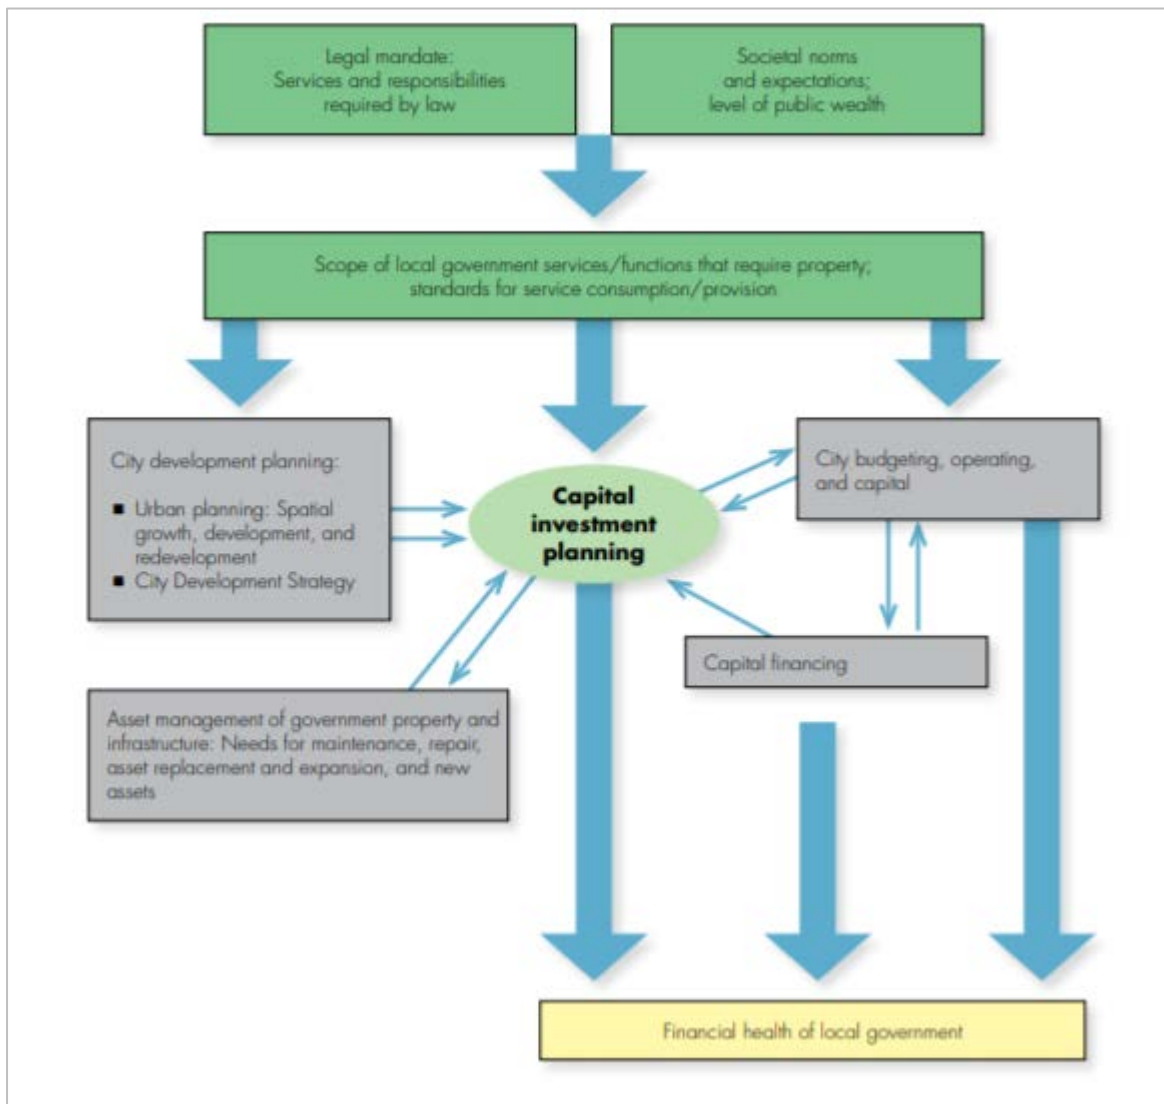 Legal mandate:
Services and responsibilities
required by law
Societal norms
and expectations;
level of public wealth
Scope of local government services/functions that require property;
standards for service consumption/provision
City development planning:
■ Urban planning: Spatial
growth, development, and
redevelopment
■ City Development Strategy
Capital
investment
planning
City budgeting, operating,
and capital
Capital financing
Asset management of government property and
infrastructure: Needs for maintenance, repair,
asset replacement and expansion, and new
assets
Financial health of local government